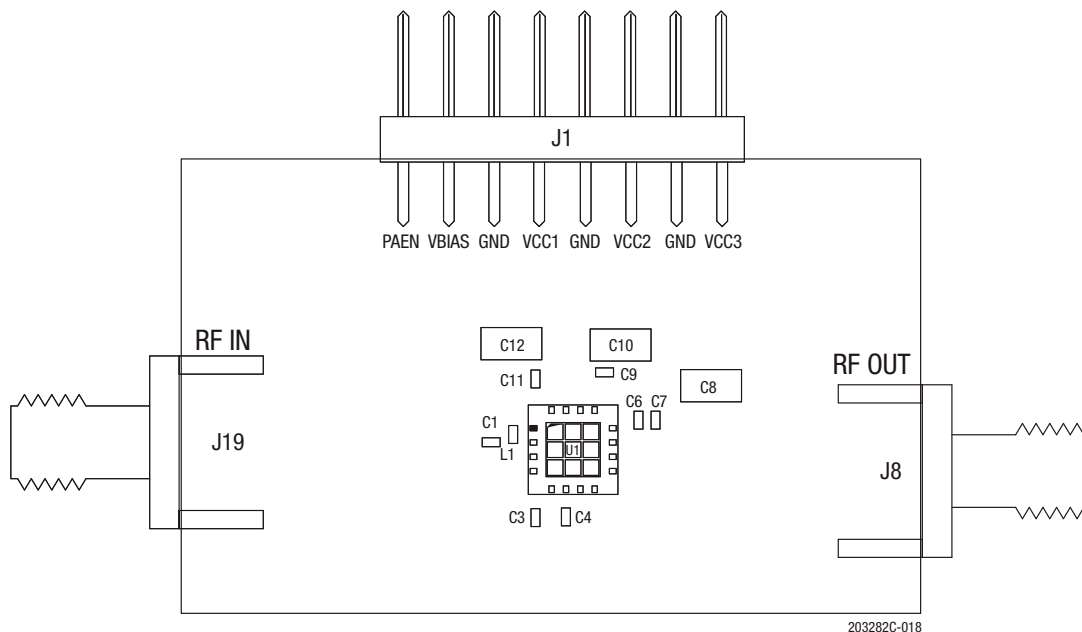 J1
PAEN VBIAS GND VCC1 GND VCC2 GND VCC3
RF IN
C12
C10
RF OUT
C11
C9
C8
C6 C7
C1
J19
L1
U1
J8
C3
C4
203282C-018